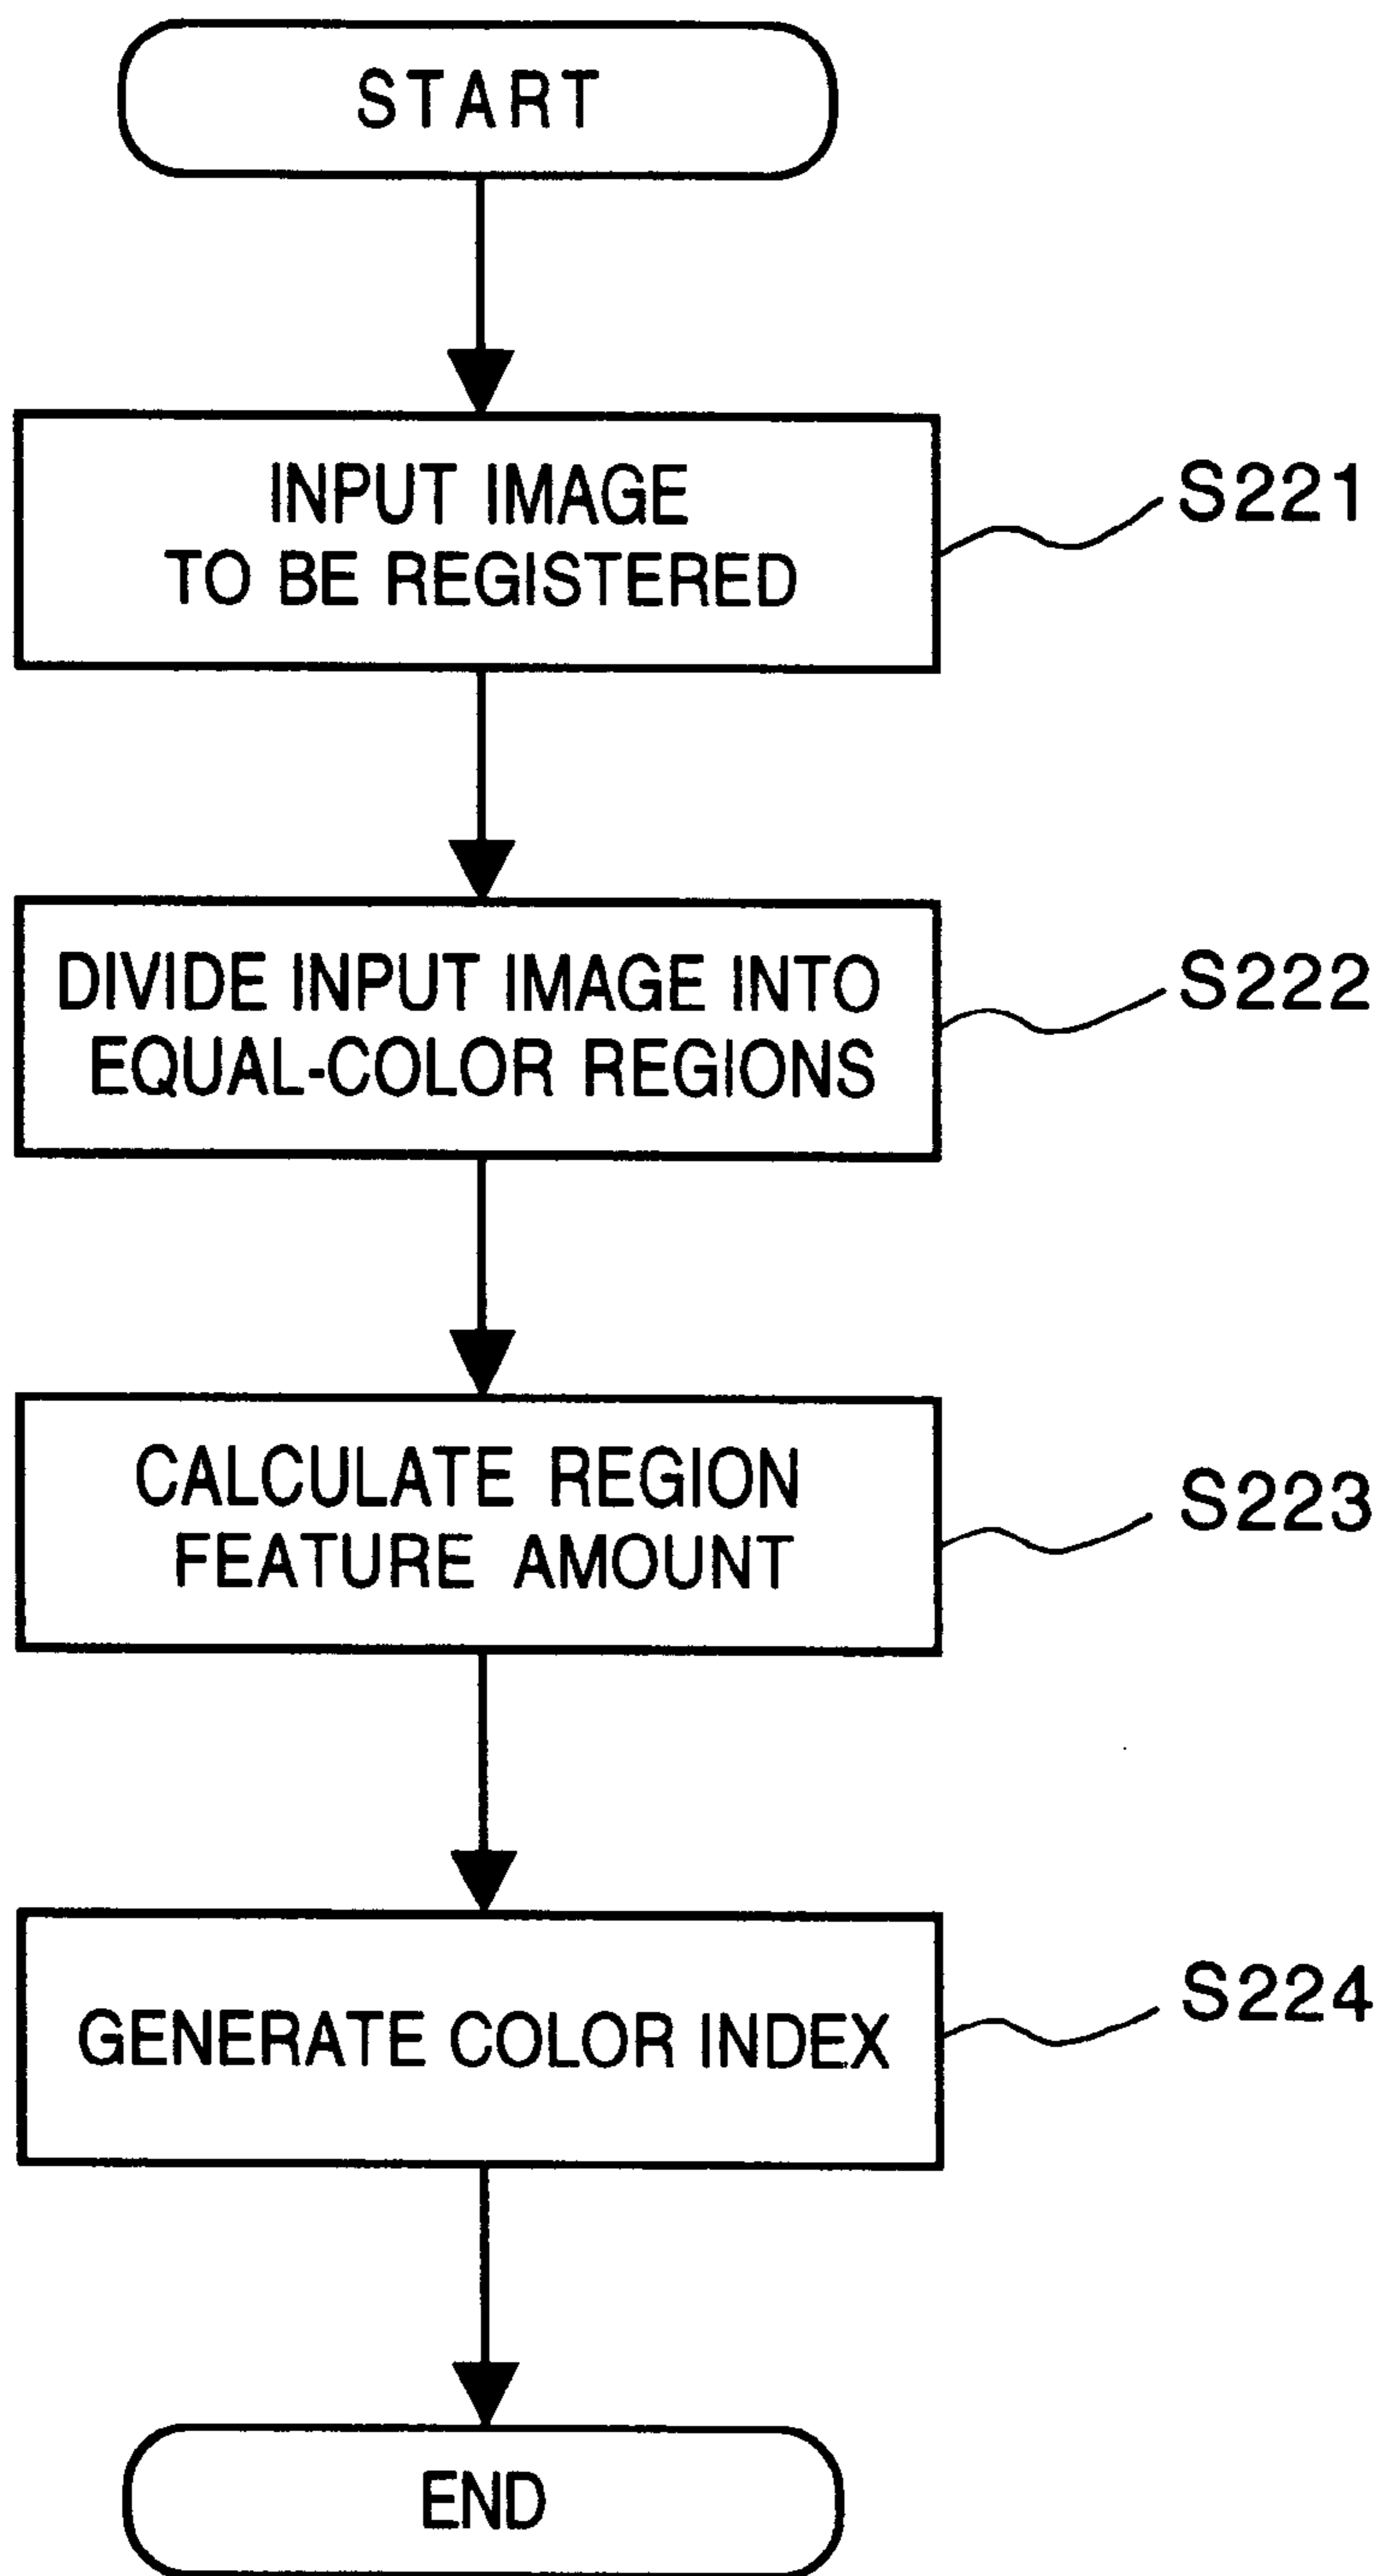 START
INPUT IMAGE
TO BE REGISTERED
S221
DIVIDE INPUT IMAGE INTO
EQUAL-COLOR REGIONS
S222
CALCULATE REGION
FEATURE AMOUNT
S223
GENERATE COLOR INDEX
S224
END